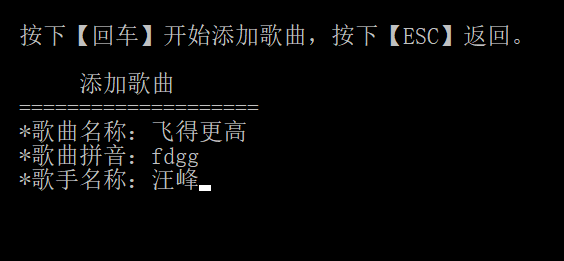 按下【回车】开始添加歌曲，按下【ESC】返回。
添加歌曲
====================
*歌曲名称：飞得更高
*歌曲拼音：fdgg
*歌手名称：汪峰